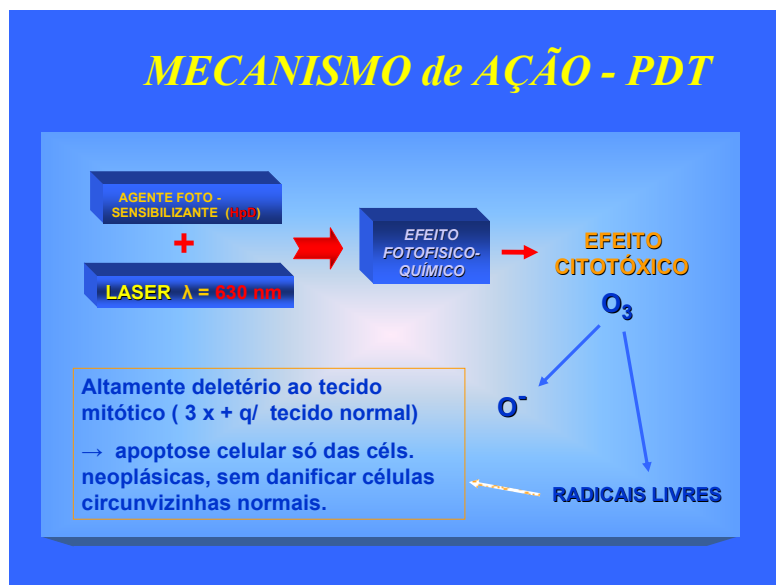 MECANISMO de AÇÃO - PDT
AGENTE FOTO -
SENSIBILIZANTE (HpD)
+
LASER λ = 630 nm
EFEITO
FOTOFISICO-
QUÍMICO
EFEITO
CITOTÓXICO
O₃
O⁻
RADICAIS LIVRES
Altamente deletério ao tecido
mitótico ( 3 x + q/ tecido normal)
→ apoptose celular só das céls.
neoplásicas, sem danificar células
circunvizinhas normais.